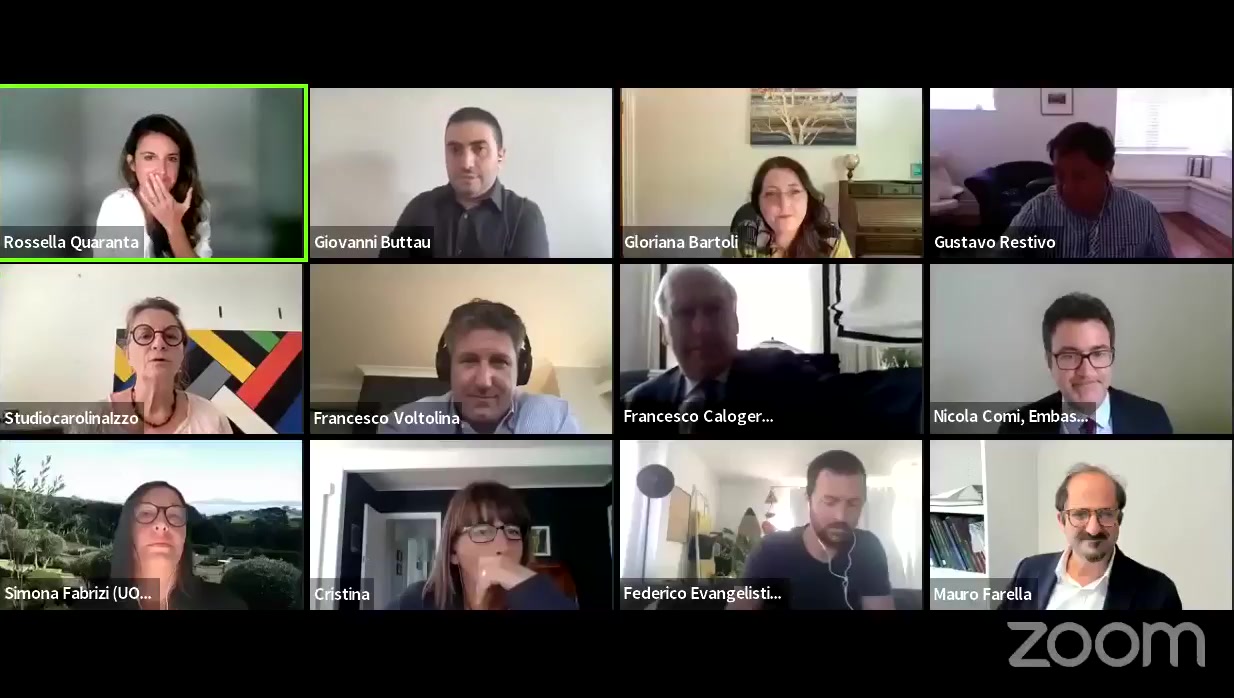 Rossella Quaranta
Giovanni Buttau
Gloriana Bartoli
Gustavo Restivo
StudiocarolinaIzzo
Francesco Voltolina
Francesco Caloger...
Nicola Comi, Embas...
Simona Fabrizi (UO...
Cristina
Federico Evangelisti...
Mauro Farella
zoom